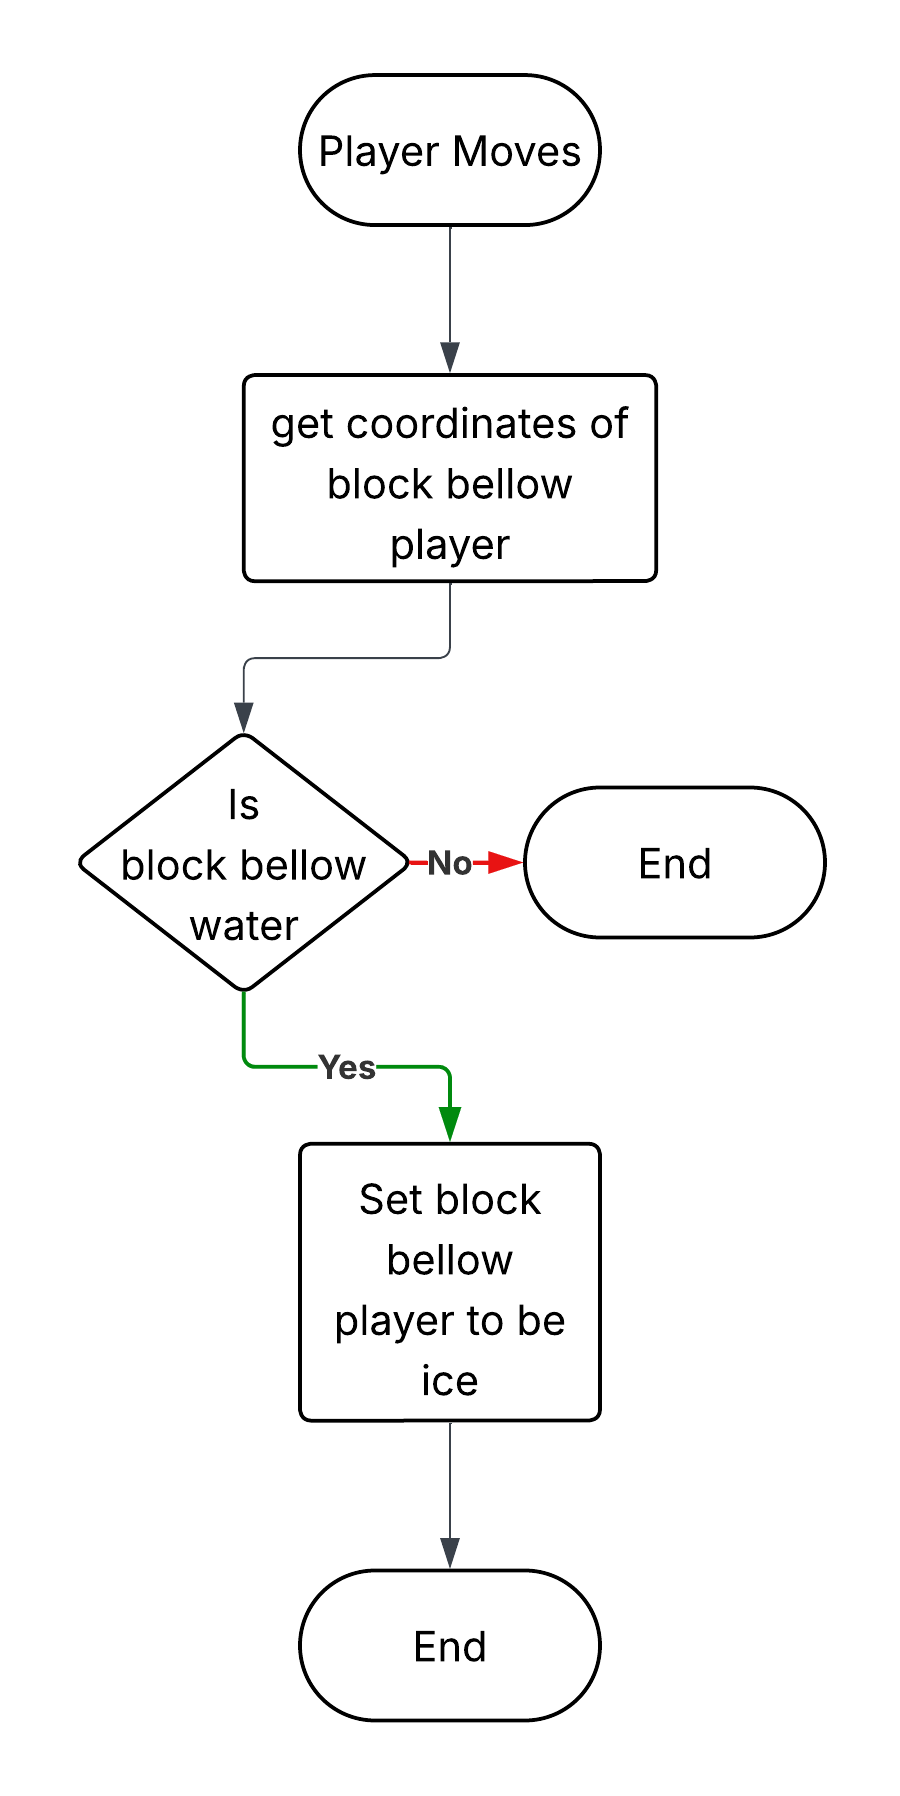 Player Moves
get coordinates of
block bellow
player
Is
block bellow
water
No
End
Yes
Set block
bellow
player to be
ice
End